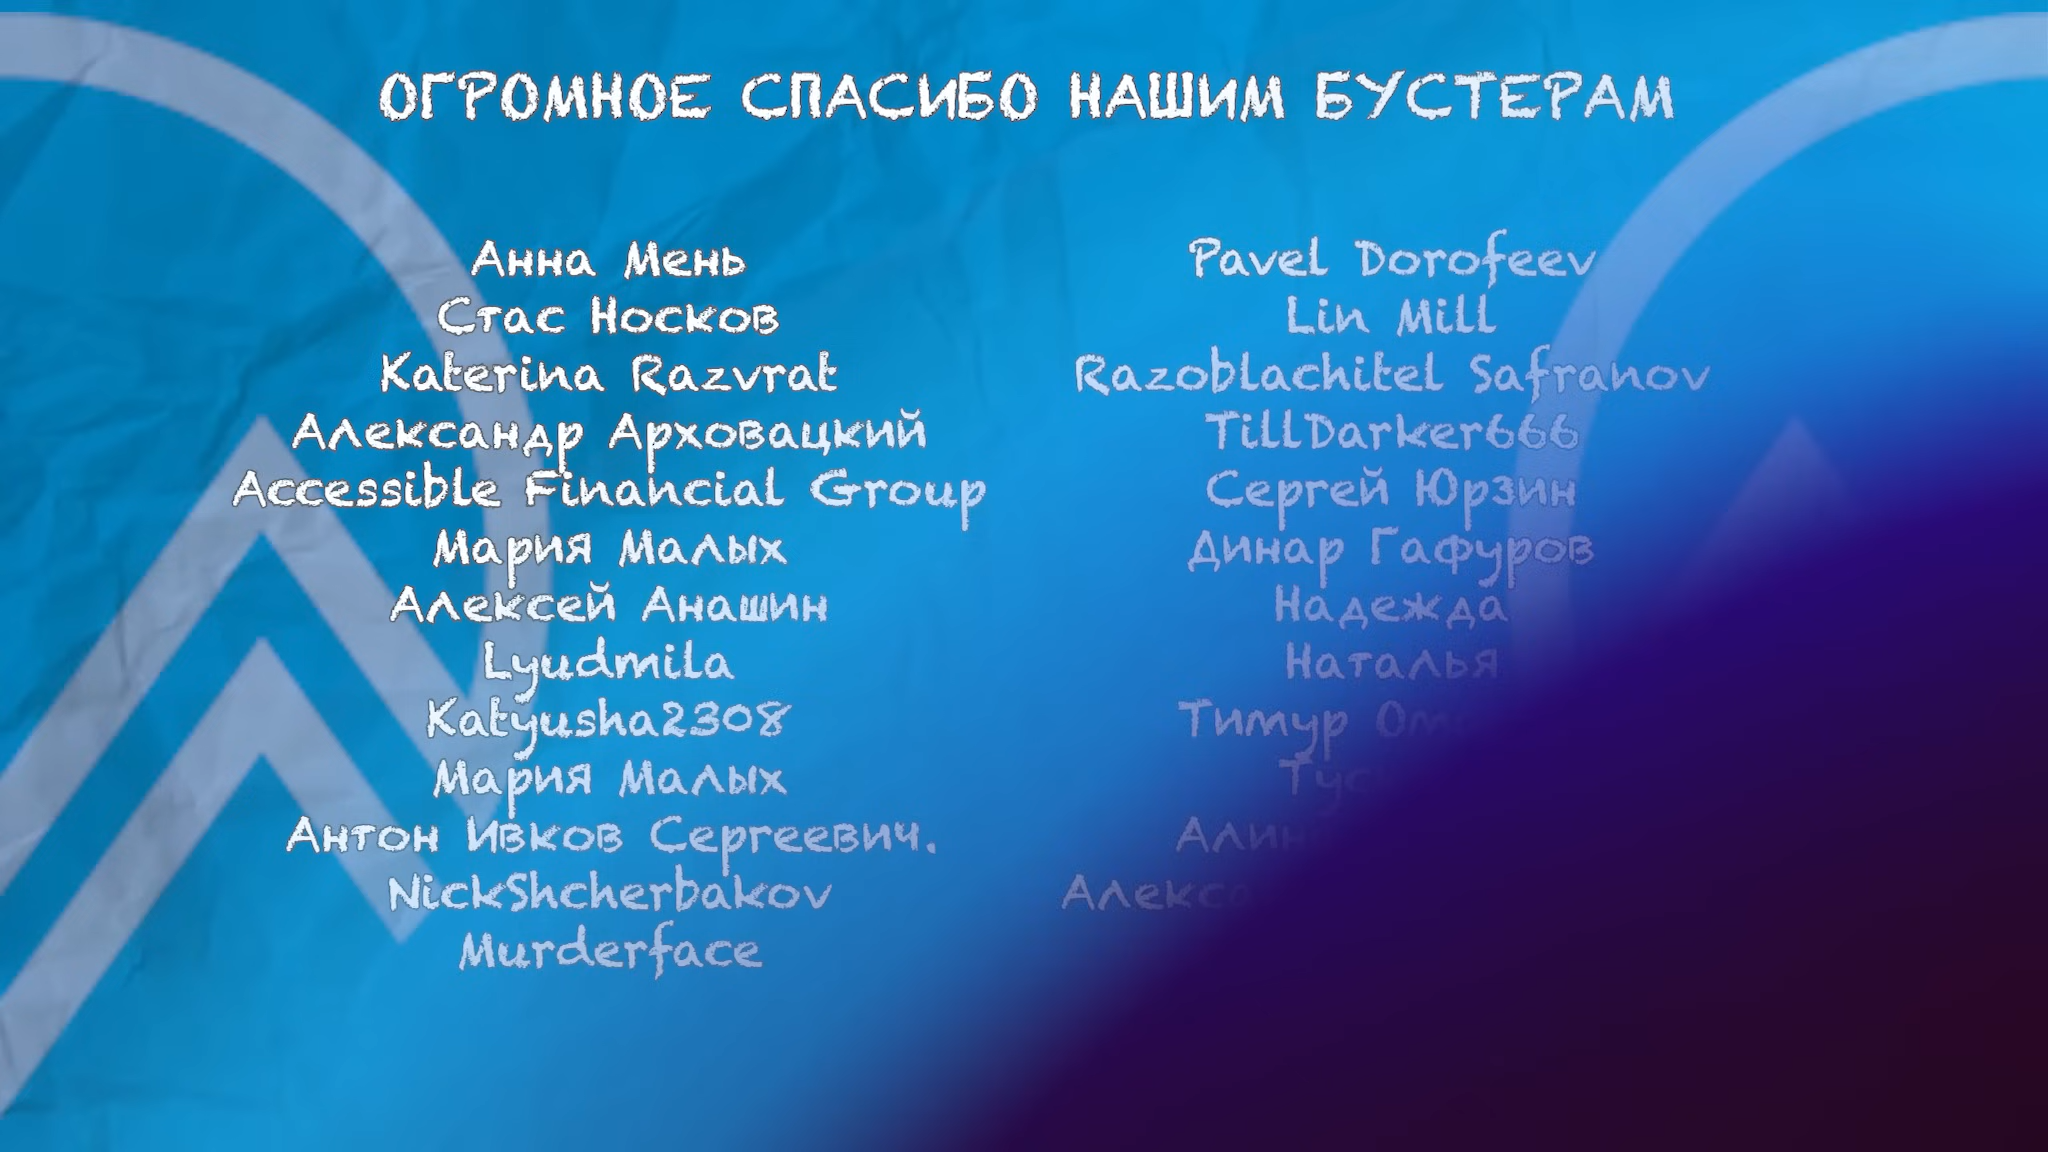 ОГРОМНОЕ СПАСИБО НАШИМ БУСТЕРАМ
Анна Мень
Стас Носков
Katerina Razvrat
Александр Арховацкий
Accessible Financial Group
Мария Малых
Алексей Анашин
Lyudmila
Katyusha2308
Мария Малых
Антон Ивков Сергеевич.
NickShcherbakov
Murderface
Pavel Dorofeev
Lin Mill
Razoblachitel Safranov
TillDarker666
Сергей Юрзин
Динар Гафуров
Надежда
Наталья
Тимур